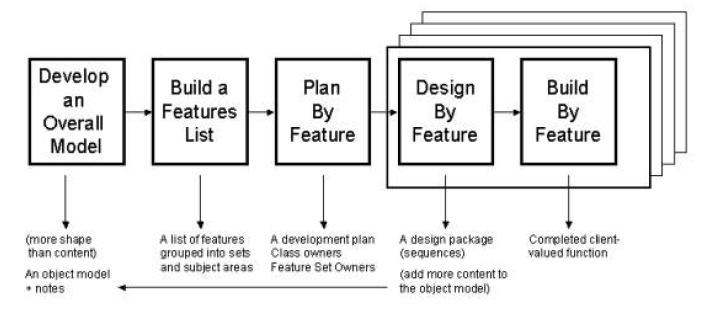 Develop
an
Overall
Model
Build a
Features
List
Plan
By
Feature
Design
By
Feature
Build
By
Feature
(more shape
than content)
An object model
+ notes
A list of features
grouped into sets
and subject areas
A development plan
Class owners
Feature Set Owners
A design package
(sequences)
(add more content to
the object model)
Completed client-
valued function